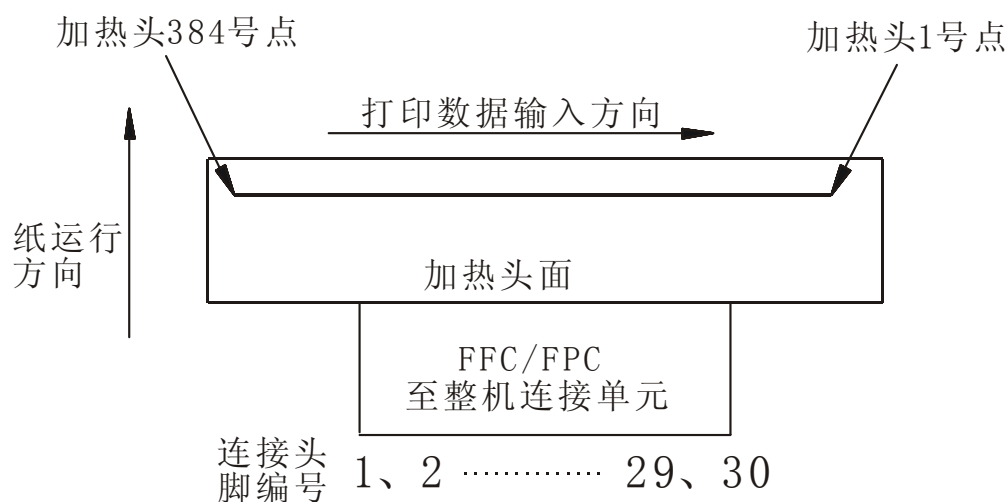 加热头384号点
加热头1号点
打印数据输入方向
纸运行
方向
加热头面
FFC/FPC
至整机连接单元
连接头
脚编号
1、2 ············· 29、30